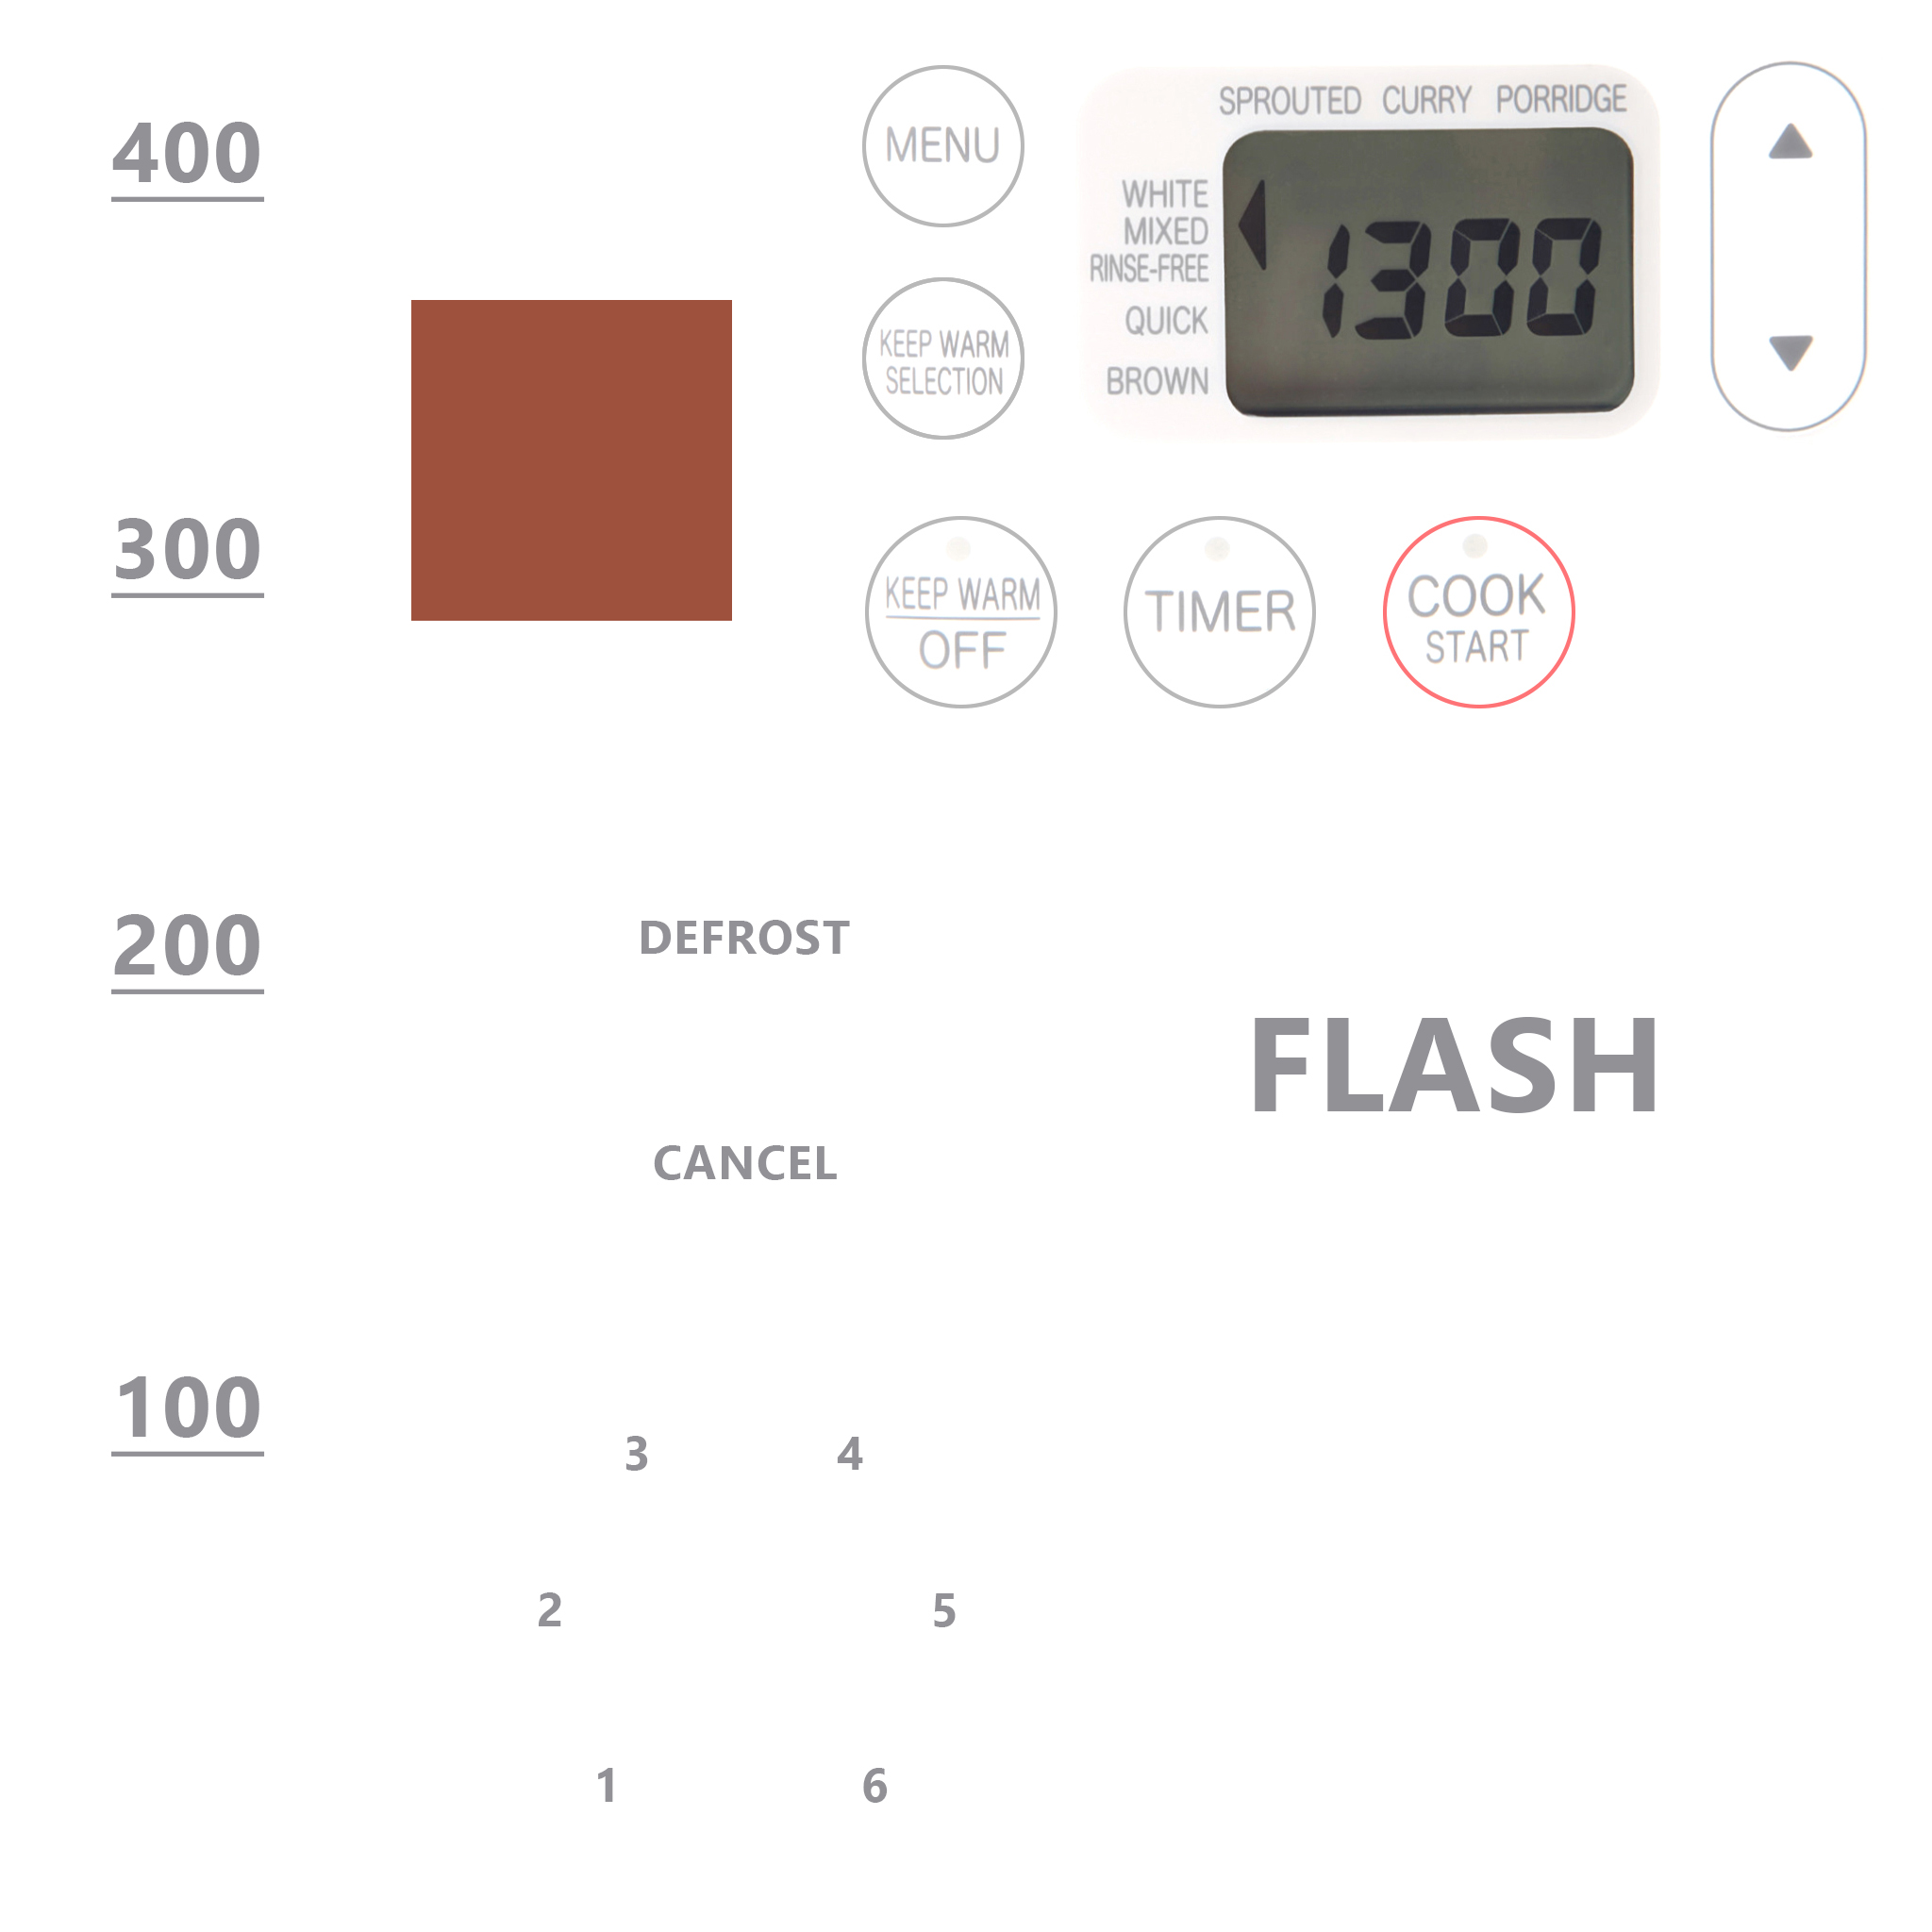 400
300
200
100
MENU
KEEP WARM
SELECTION
SPROUTED CURRY PORRIDGE
WHITE
MIXED
RINSE-FREE
QUICK
BROWN
1300
KEEP WARM
OFF
TIMER
COOK
START
DEFROST
CANCEL
FLASH
3 4
2 5
1 6